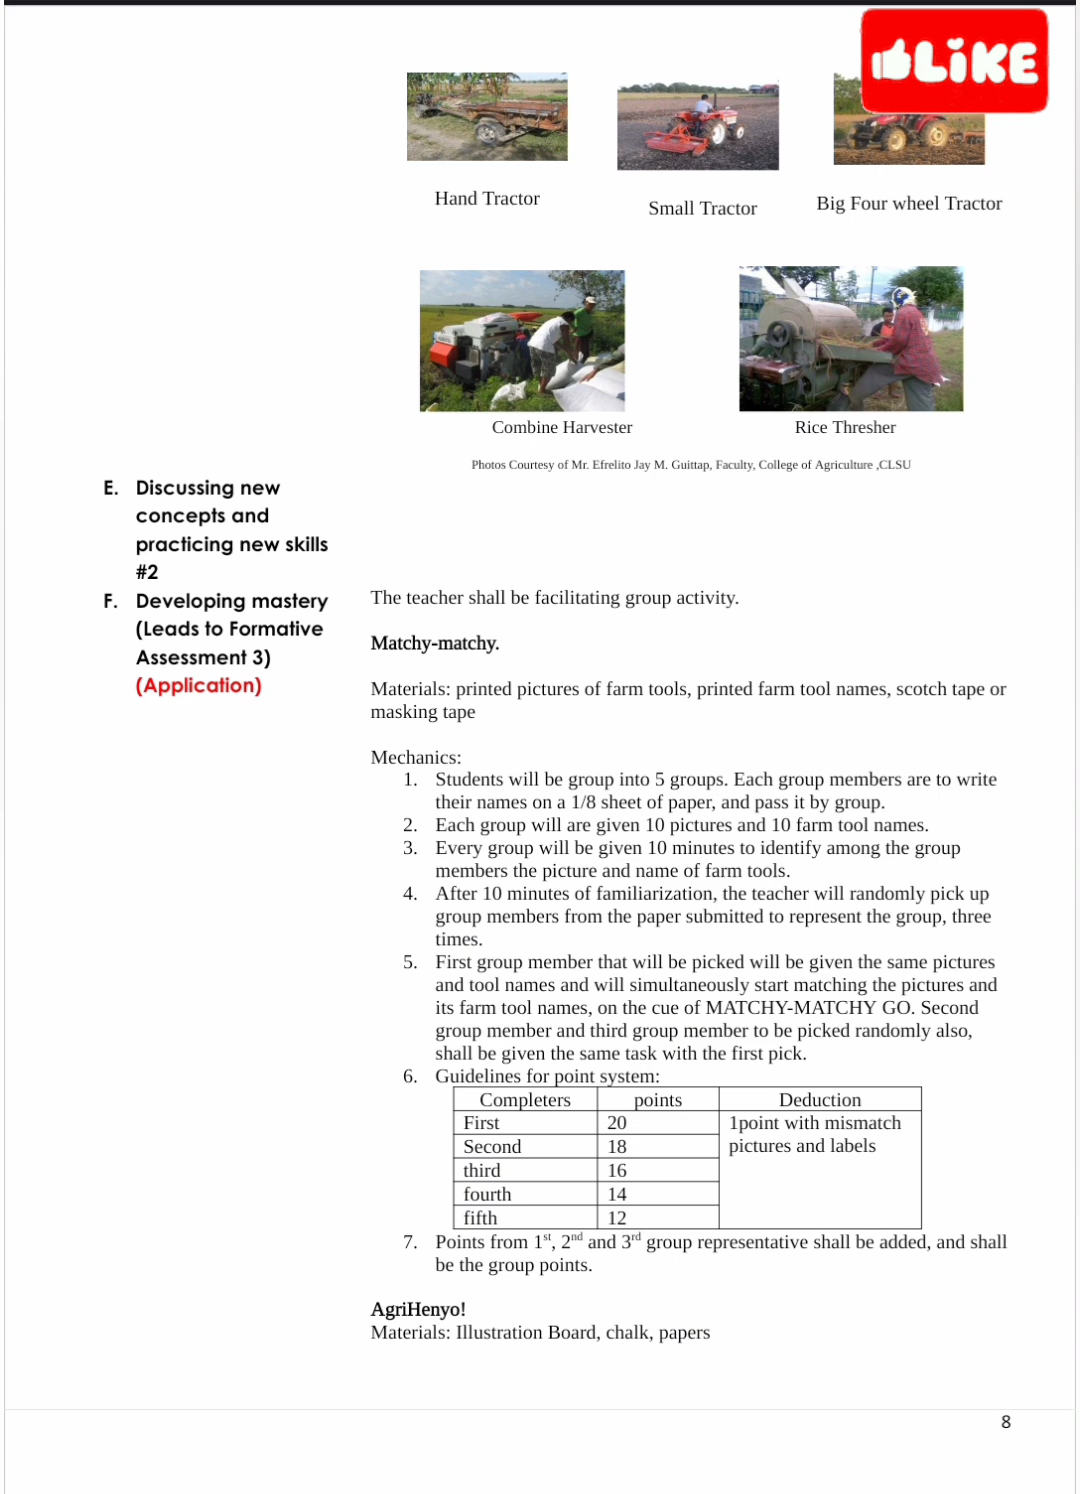 LiKE
Hand Tractor
Small Tractor
Big Four wheel Tractor
Combine Harvester
Rice Thresher
Photos Courtesy of Mr. Efrelito Jay M. Guittap, Faculty, College of Agriculture ,CLSU
E. Discussing new
concepts and
practicing new skills
#2
F. Developing mastery
(Leads to Formative
Assessment 3)
(Application)
The teacher shall be facilitating group activity.
Matchy-matchy.
Materials: printed pictures of farm tools, printed farm tool names, scotch tape or
masking tape
Mechanics:
1. Students will be group into 5 groups. Each group members are to write
their names on a 1/8 sheet of paper, and pass it by group.
2. Each group will are given 10 pictures and 10 farm tool names.
3. Every group will be given 10 minutes to identify among the group
members the picture and name of farm tools.
4. After 10 minutes of familiarization, the teacher will randomly pick up
group members from the paper submitted to represent the group, three
times.
5. First group member that will be picked will be given the same pictures
and tool names and will simultaneously start matching the pictures and
its farm tool names, on the cue of MATCHY-MATCHY GO. Second
group member and third group member to be picked randomly also,
shall be given the same task with the first pick.
6. Guidelines for point system:
Completers points Deduction
First 20 1point with mismatch
Second 18 pictures and labels
third 16
fourth 14
fifth 12
7. Points from 1st, 2nd and 3rd group representative shall be added, and shall
be the group points.
AgriHenyo!
Materials: Illustration Board, chalk, papers
8